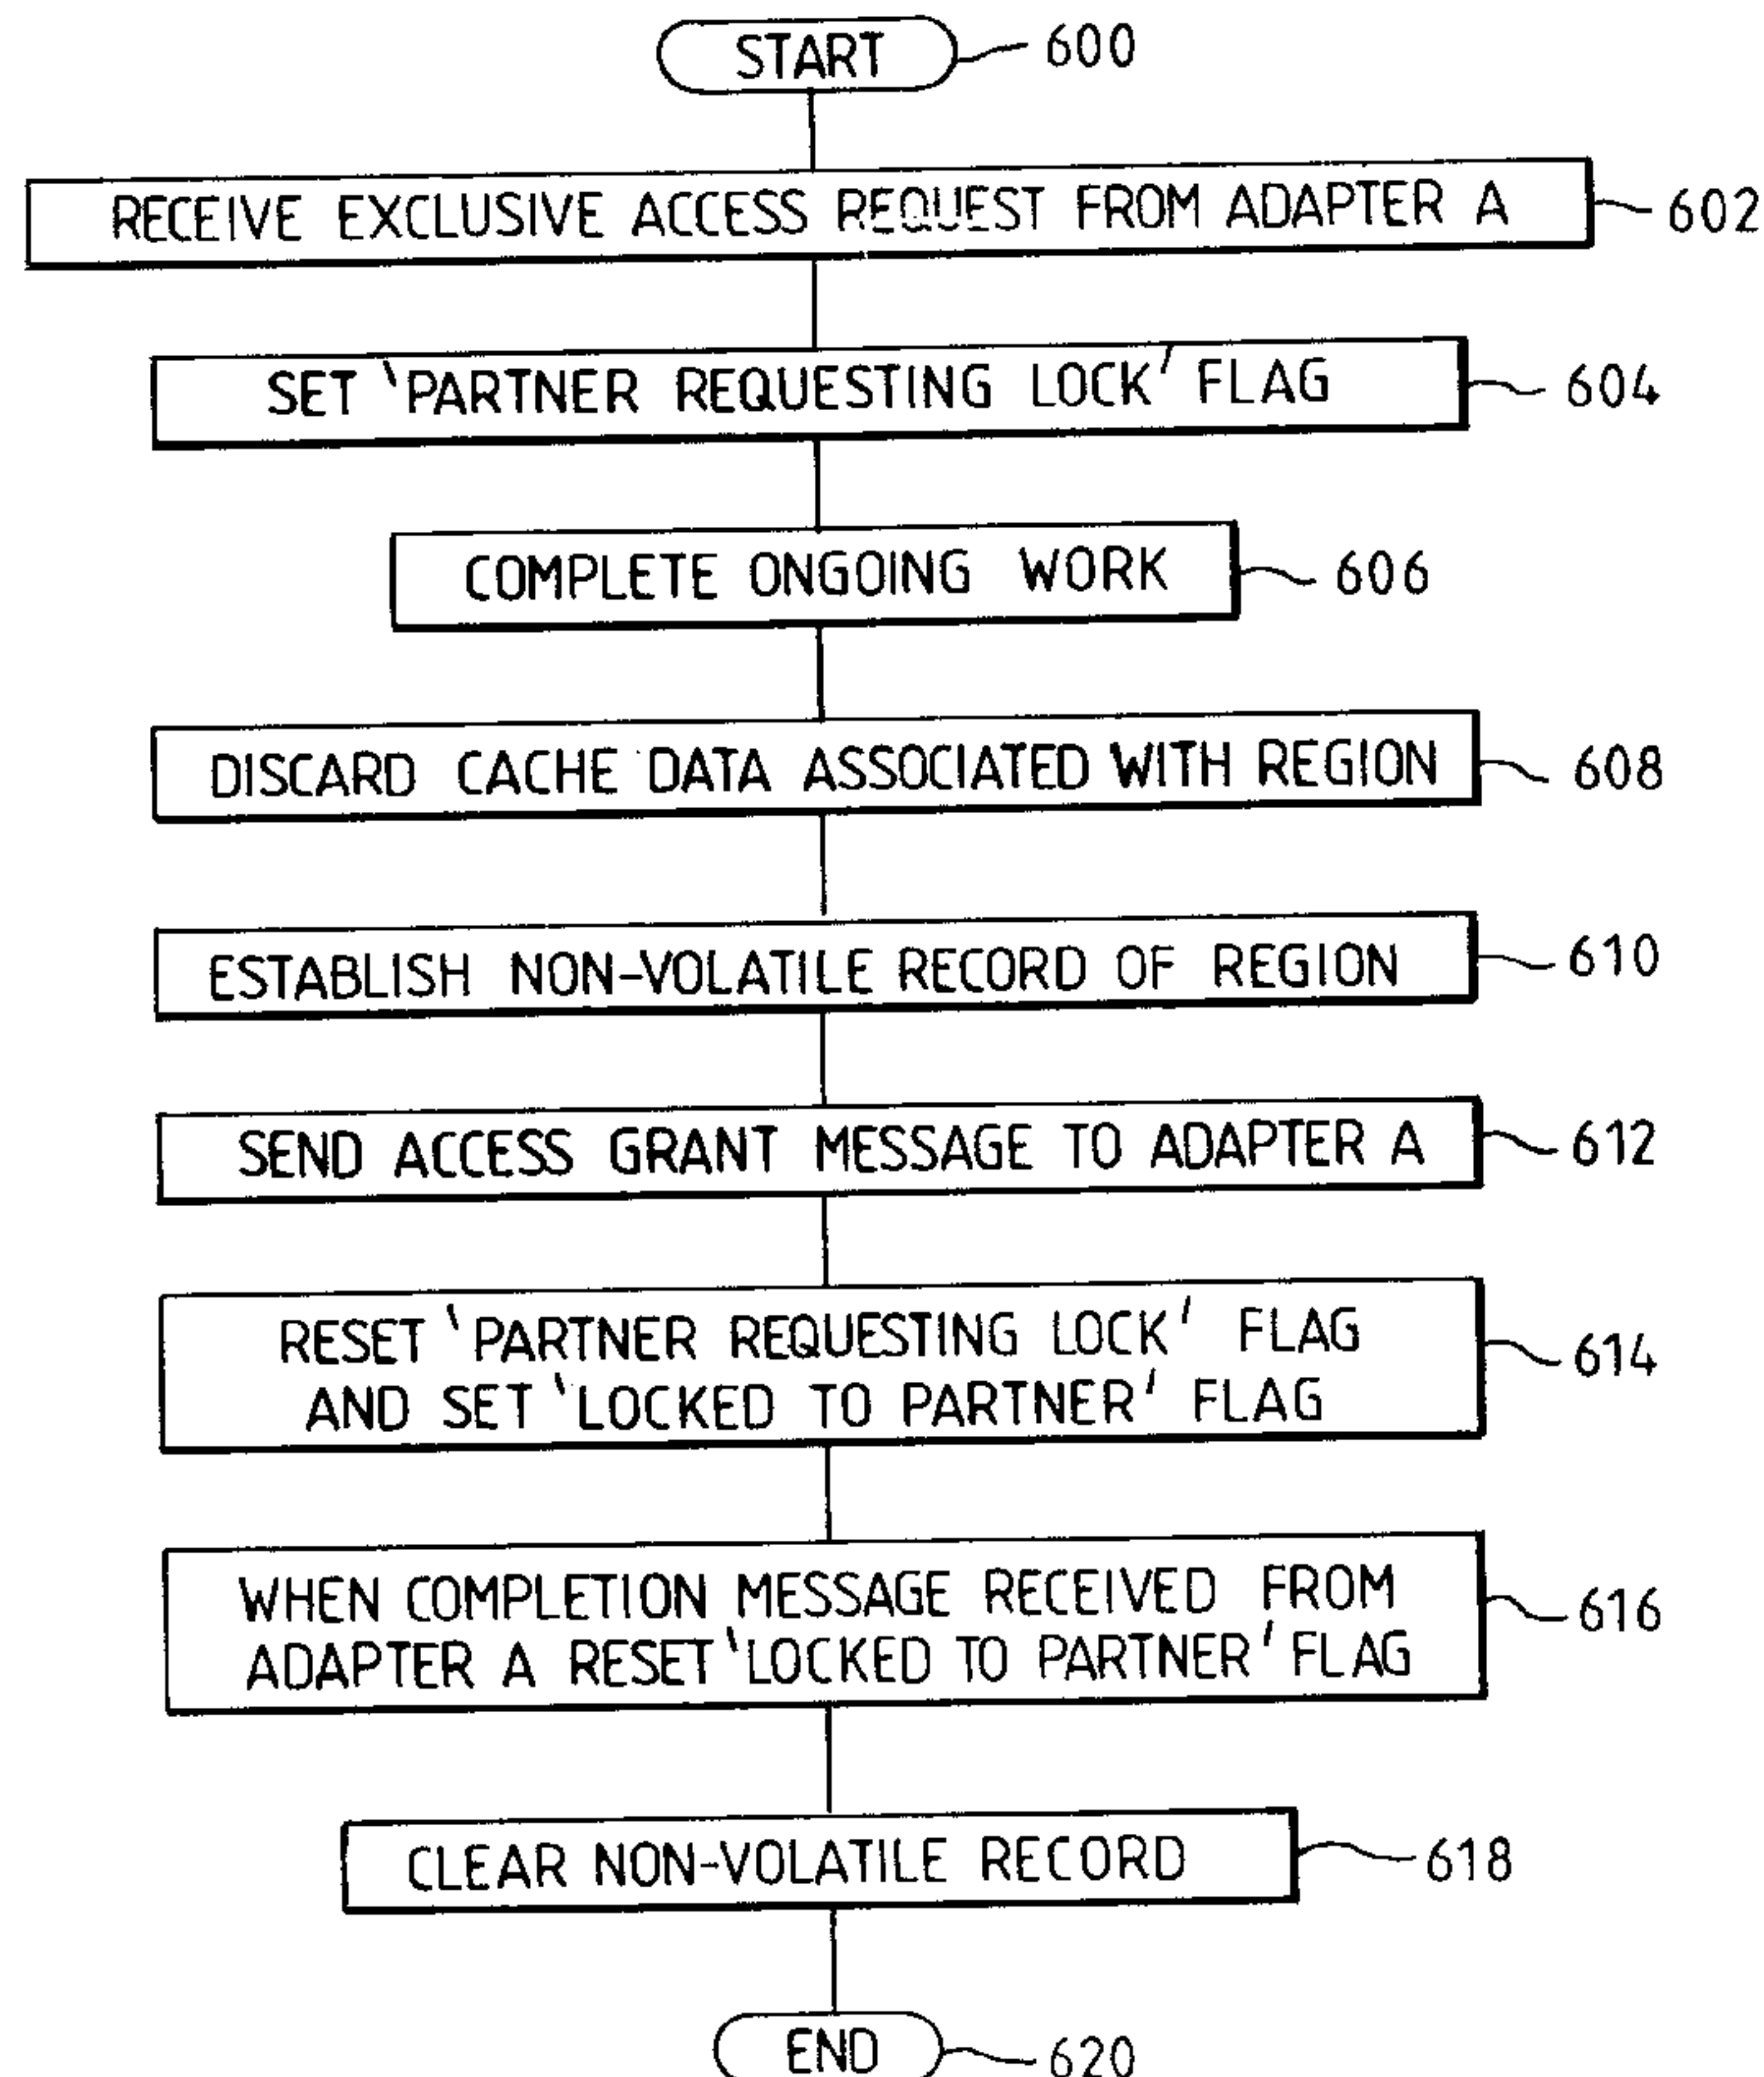 START 600
RECEIVE EXCLUSIVE ACCESS REQUEST FROM ADAPTER A 602
SET 'PARTNER REQUESTING LOCK' FLAG 604
COMPLETE ONGOING WORK 606
DISCARD CACHE DATA ASSOCIATED WITH REGION 608
ESTABLISH NON-VOLATILE RECORD OF REGION 610
SEND ACCESS GRANT MESSAGE TO ADAPTER A 612
RESET 'PARTNER REQUESTING LOCK' FLAG
AND SET 'LOCKED TO PARTNER' FLAG 614
WHEN COMPLETION MESSAGE RECEIVED FROM
ADAPTER A RESET 'LOCKED TO PARTNER' FLAG 616
CLEAR NON-VOLATILE RECORD 618
END 620